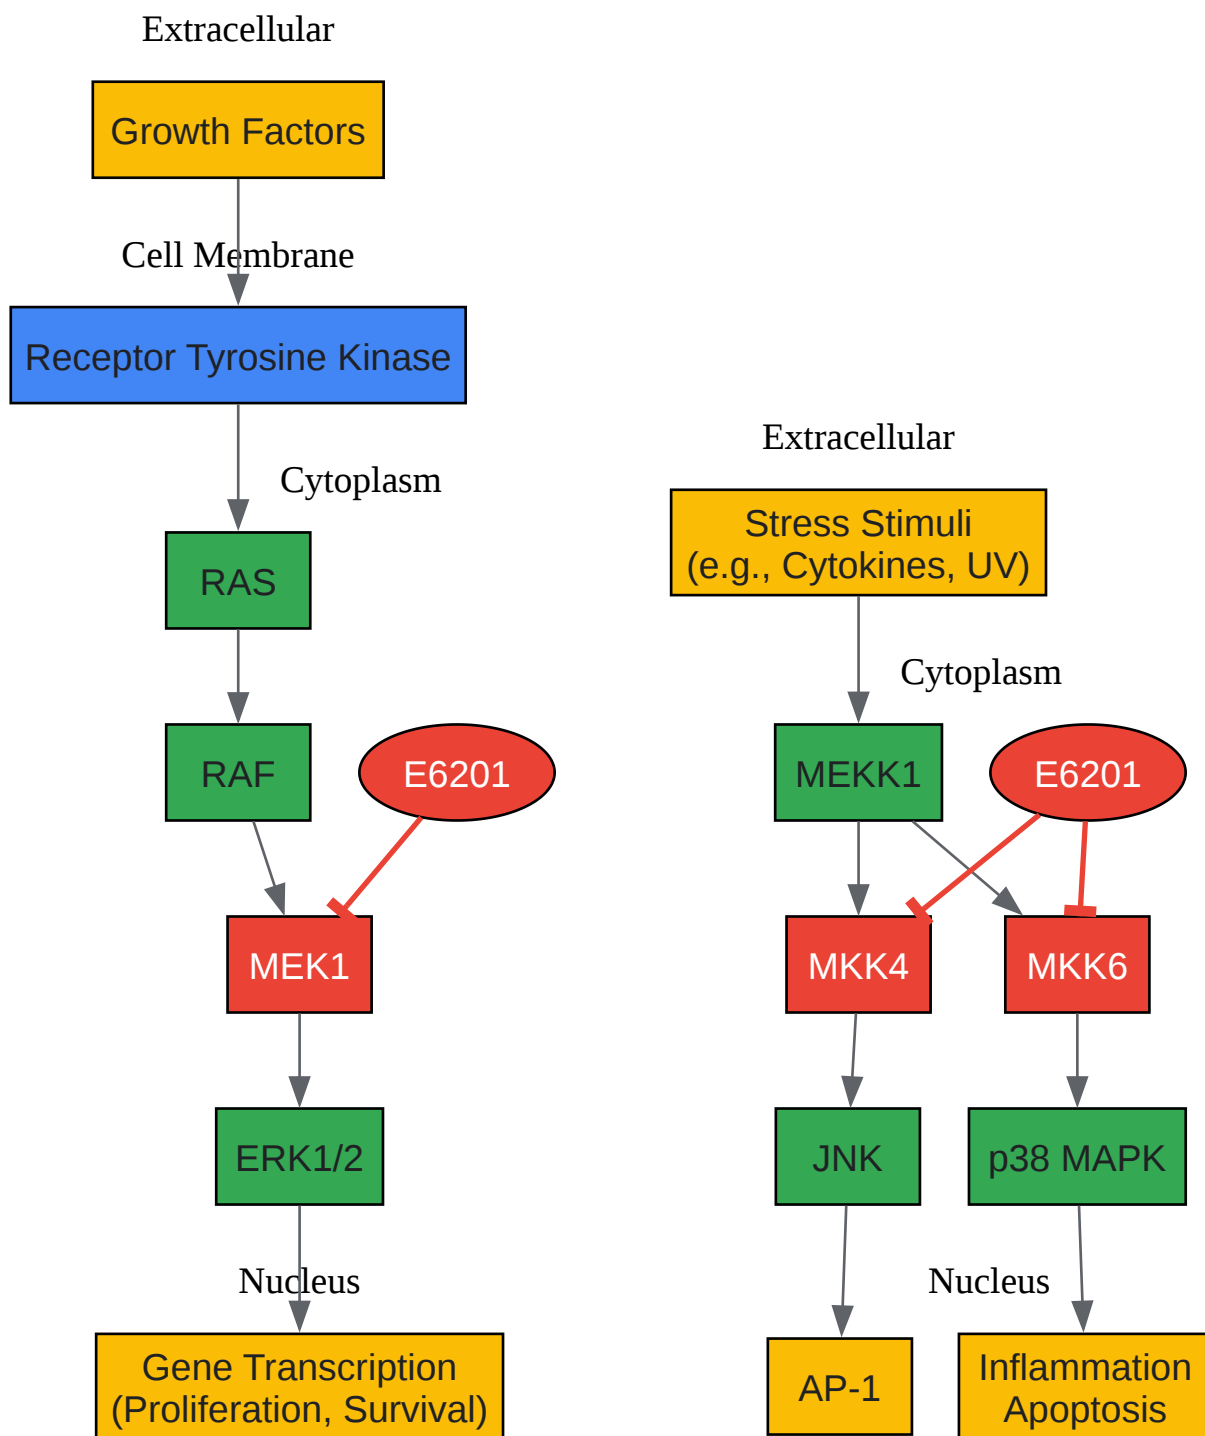 Extracellular
Growth Factors
Cell Membrane
Receptor Tyrosine Kinase
Cytoplasm
RAS
RAF
E6201
MEK1
ERK1/2
Nucleus
Gene Transcription
(Proliferation, Survival)
Extracellular
Stress Stimuli
(e.g., Cytokines, UV)
Cytoplasm
MEKK1
E6201
MKK4
MKK6
JNK
p38 MAPK
Nucleus
AP-1
Inflammation
Apoptosis